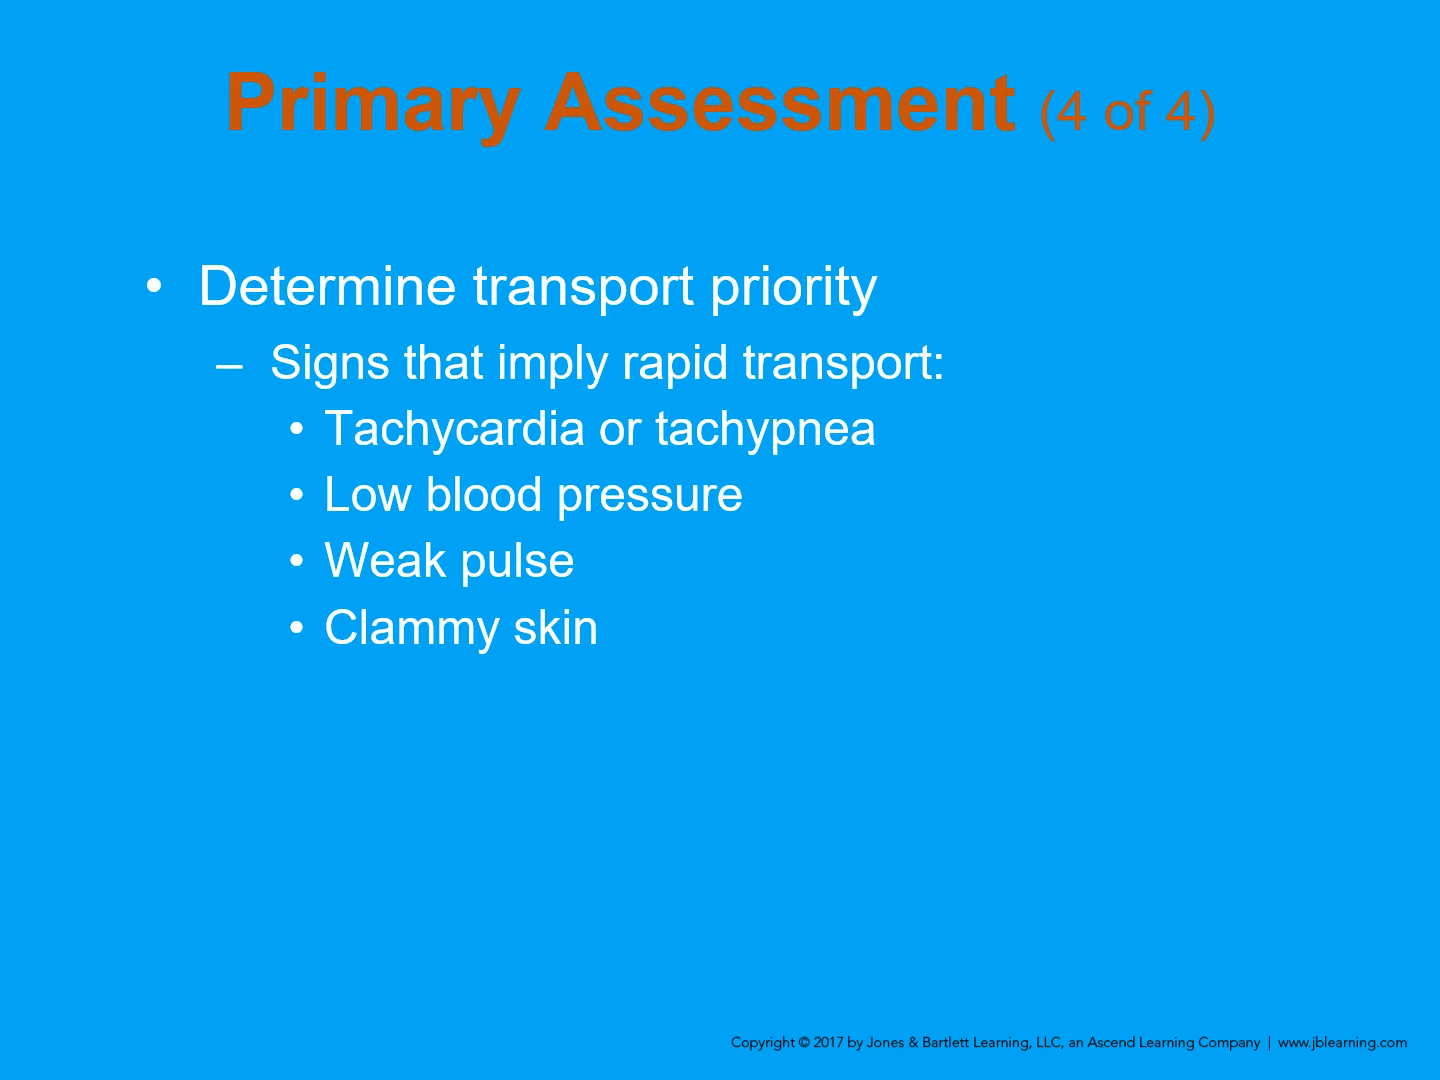 Primary Assessment (4 of 4)
• Determine transport priority
– Signs that imply rapid transport:
• Tachycardia or tachypnea
• Low blood pressure
• Weak pulse
• Clammy skin
Copyright © 2017 by Jones & Bartlett Learning, LLC, an Ascend Learning Company | www.jblearning.com